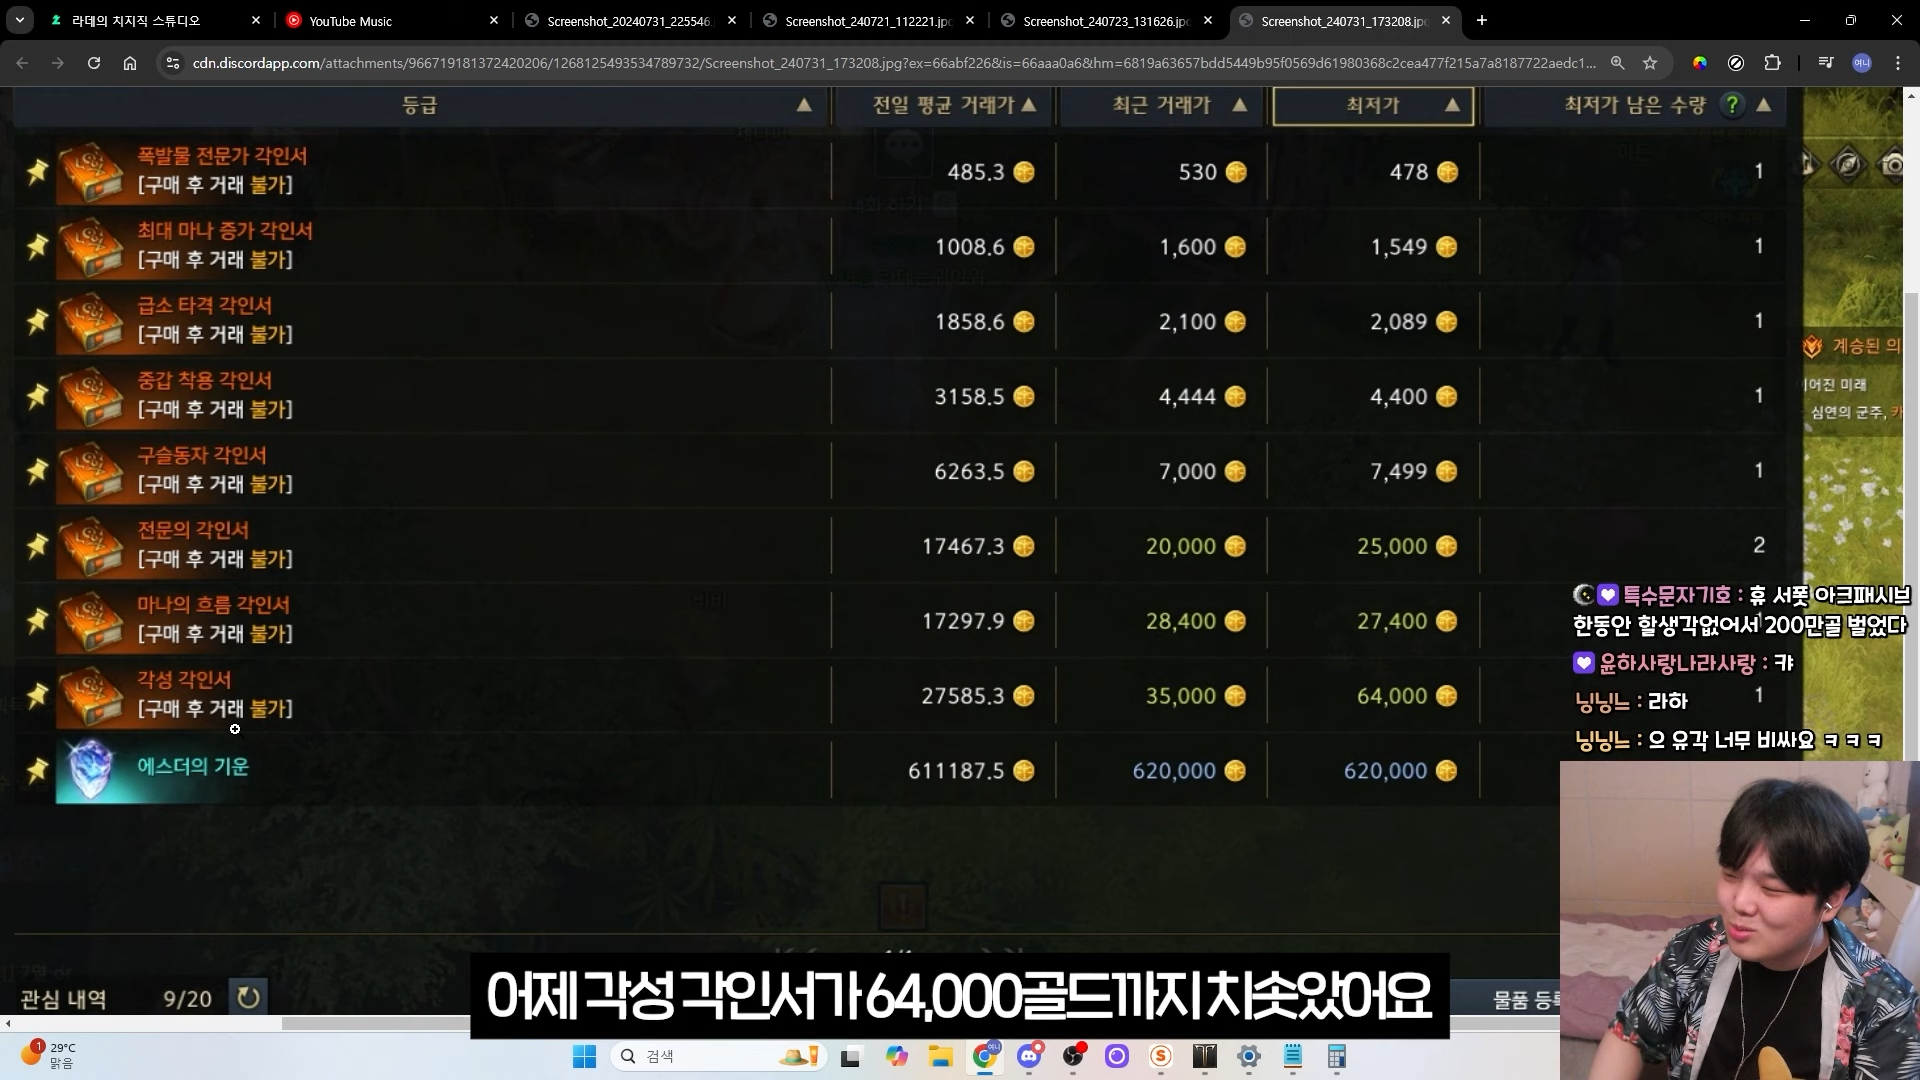 라데의 치지직 스튜디오
YouTube Music
Screenshot_20240731_225546.
Screenshot_240721_112221.jpg
Screenshot_240723_131626.jpg
Screenshot_240731_173208.jpg
cdn.discordapp.com/attachments/966719181372420206/1268125493534789732/Screenshot_240731_173208.jpg?ex=66abf226&is=66aaa0a6&hm=6819a63657bdd5449b95f0569d61980368c2cea477f215a7a8187722aedc1...
여니
등급 ▲ 전일 평균 거래가 ▲ 최근 거래가 ▲ 최저가 ▲ 최저가 남은 수량 ? ▲
폭발물 전문가 각인서
[구매 후 거래 불가]
485.3 530 478 1
최대 마나 증가 각인서
[구매 후 거래 불가]
1008.6 1,600 1,549 1
급소 타격 각인서
[구매 후 거래 불가]
1858.6 2,100 2,089 1
중갑 착용 각인서
[구매 후 거래 불가]
3158.5 4,444 4,400 1
구슬동자 각인서
[구매 후 거래 불가]
6263.5 7,000 7,499 1
전문의 각인서
[구매 후 거래 불가]
17467.3 20,000 25,000 2
마나의 흐름 각인서
[구매 후 거래 불가]
17297.9 28,400 27,400
각성 각인서
[구매 후 거래 불가]
27585.3 35,000 64,000 1
에스더의 기운
611187.5 620,000 620,000
계승된 의
이어진 미래
심연의 군주, 카
특수문자기호 : 휴 서폿 아크패시브
한동안 할생각없어서 200만골 벌었다
윤하사랑나라사랑 : 캬
닝닝느 : 라하
닝닝느 : 으 유각 너무 비싸요 ㅋ ㅋ ㅋ
관심 내역 9/20
물품 등록
어제 각성 각인서가 64,000골드까지 치솟았어요
1
29°C
맑음
검색
여니